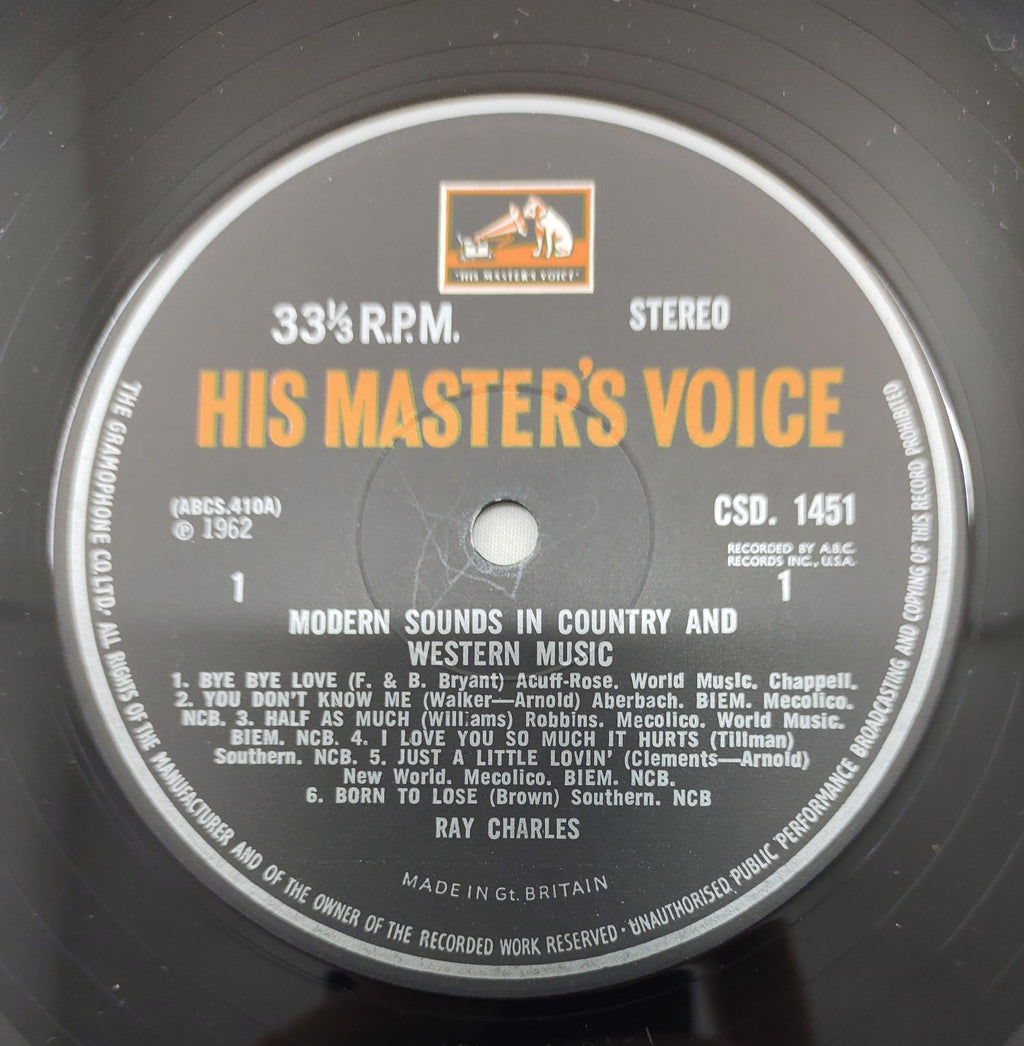 "HIS MASTER'S VOICE"
33⅓ R.P.M.
STEREO
HIS MASTER'S VOICE
(ABCS.410A)
℗ 1962
CSD. 1451
RECORDED BY A.B.C.
RECORDS INC., U.S.A.
1
1
MODERN SOUNDS IN COUNTRY AND
WESTERN MUSIC
1. BYE BYE LOVE (F. & B. Bryant) Acuff-Rose. World Music. Chappell.
2. YOU DON'T KNOW ME (Walker—Arnold) Aberbach. BIEM. Mecolico.
NCB. 3. HALF AS MUCH (Williams) Robbins. Mecolico. World Music.
BIEM. NCB. 4. I LOVE YOU SO MUCH IT HURTS (Tillman)
Southern. NCB. 5. JUST A LITTLE LOVIN' (Clements—Arnold)
New World. Mecolico. BIEM. NCB.
6. BORN TO LOSE (Brown) Southern. NCB
RAY CHARLES
MADE IN Gt. BRITAIN
THE GRAMOPHONE CO. LTD. ALL RIGHTS OF THE MANUFACTURER AND OF THE OWNER OF THE RECORDED WORK RESERVED · UNAUTHORISED PUBLIC PERFORMANCE BROADCASTING AND COPYING OF THIS RECORD PROHIBITED